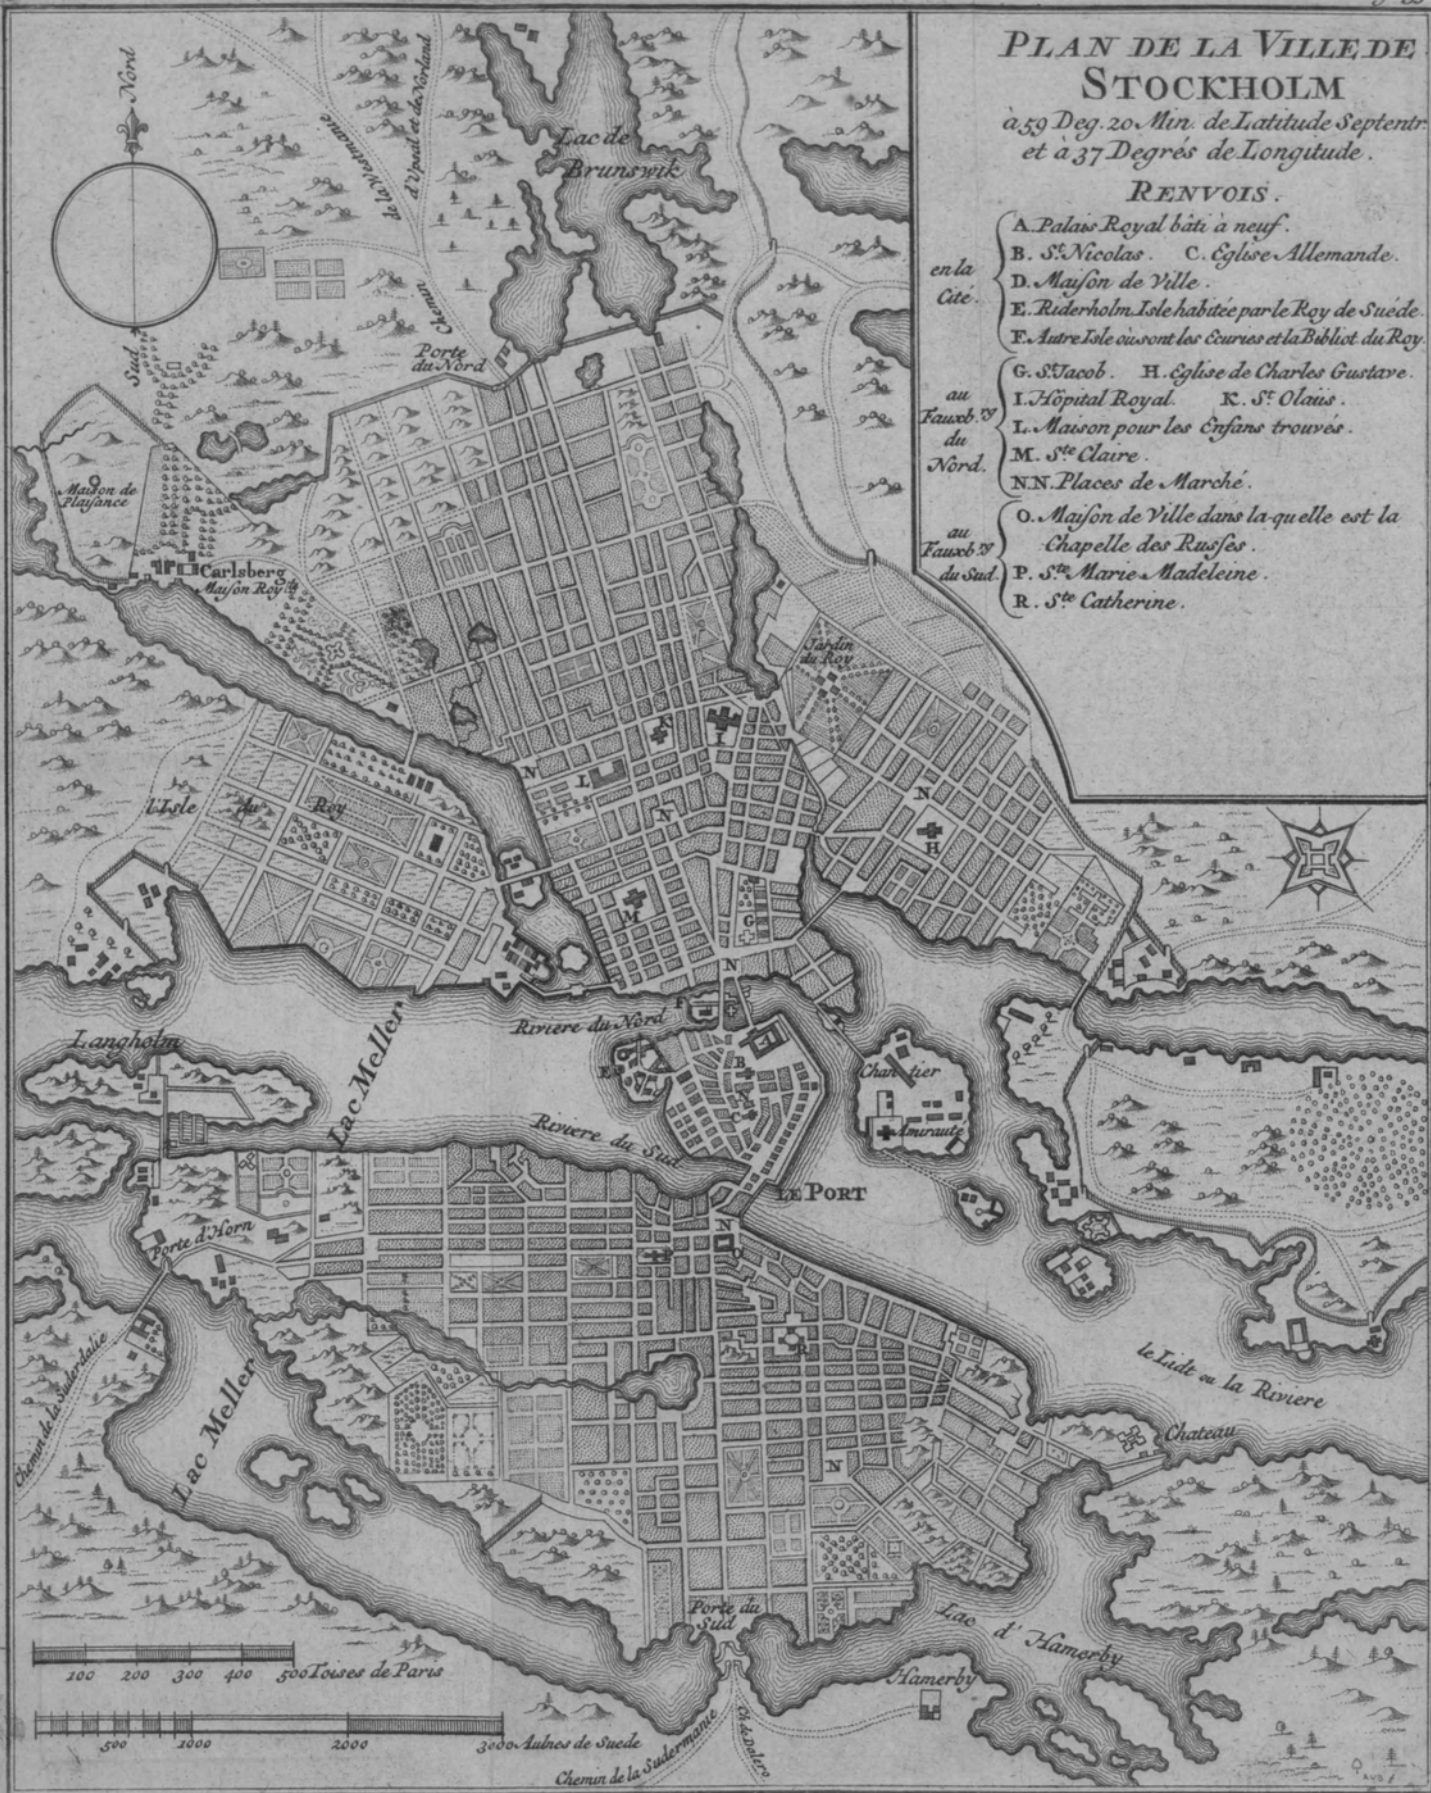 PLAN DE LA VILLE DE
STOCKHOLM
à 59 Deg. 20 Min. de Latitude Septentr.
et à 37 Degrés de Longitude.
RENVOIS.
en la
Cité.
A. Palais Royal bâti à neuf.
B. St. Nicolas. C. Eglise Allemande.
D. Maison de Ville.
E. Riderholm Isle habitée par le Roy de Suéde.
F. Autre Isle où sont les Ecuries et la Bibliot du Roy.
au
Fauxb.rg
du
Nord.
G. St. Jacob. H. Eglise de Charles Gustave.
I. Hôpital Royal. K. St. Olaüs.
L. Maison pour les Enfans trouvés.
M. Ste Claire.
N.N. Places de Marché.
au
Fauxb.rg
du Sud.
O. Maison de Ville dans la quelle est la
Chapelle des Russes.
P. Ste Marie Madeleine.
R. Ste Catherine.
Nord
Sud
de la Westmanie
d'Upsal et de Norland
Chemin
Lac de
Brunswik
Porte
du Nord
Maison de
Plaisance
Carlsberg
Maison Roy.le
Jardin
du Roy
K
I
L
N
N
N
H
l'Isle du Roy
M
G
N
F
Riviere du Nord
A
B
E
C
Langholm
Lac Meller
Riviere du Sud
Chantier
Amirauté
LE PORT
Porte d'Horn
N
O
P
R
Chemin de la Suderdalie
Lac Meller
le Lidt ou la Riviere
Chateau
N
Porte du
Sud
Lac d'Hamerby
Hamerby
100 200 300 400 500 Toises de Paris
500 1000 2000 3000 Aulnes de Suede
Chemin de la Sudermanie
Ch. de Dalero